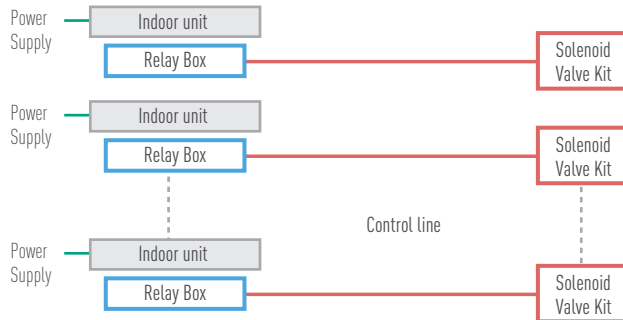 Power
Supply
Indoor unit
Relay Box
Solenoid
Valve Kit
Power
Supply
Indoor unit
Relay Box
Solenoid
Valve Kit
Control line
Power
Supply
Indoor unit
Relay Box
Solenoid
Valve Kit